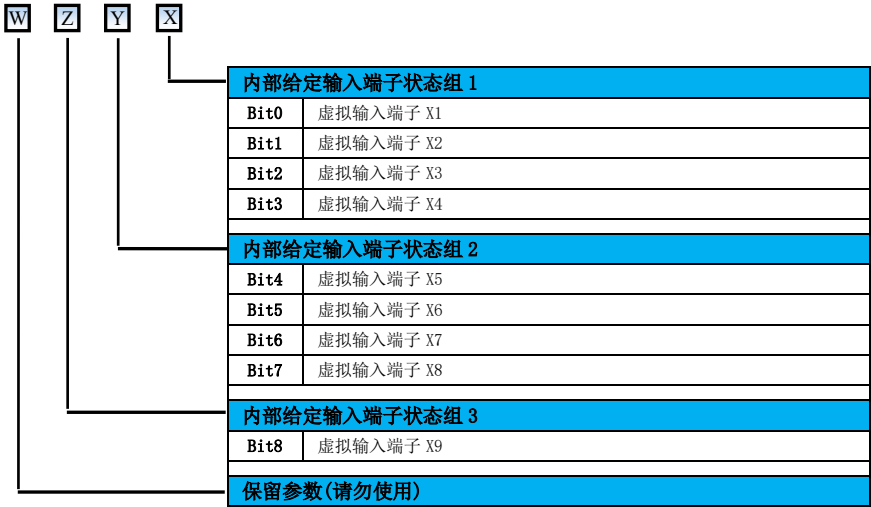 W Z Y X
内部给定输入端子状态组 1
Bit0 虚拟输入端子 X1
Bit1 虚拟输入端子 X2
Bit2 虚拟输入端子 X3
Bit3 虚拟输入端子 X4
内部给定输入端子状态组 2
Bit4 虚拟输入端子 X5
Bit5 虚拟输入端子 X6
Bit6 虚拟输入端子 X7
Bit7 虚拟输入端子 X8
内部给定输入端子状态组 3
Bit8 虚拟输入端子 X9
保留参数(请勿使用)